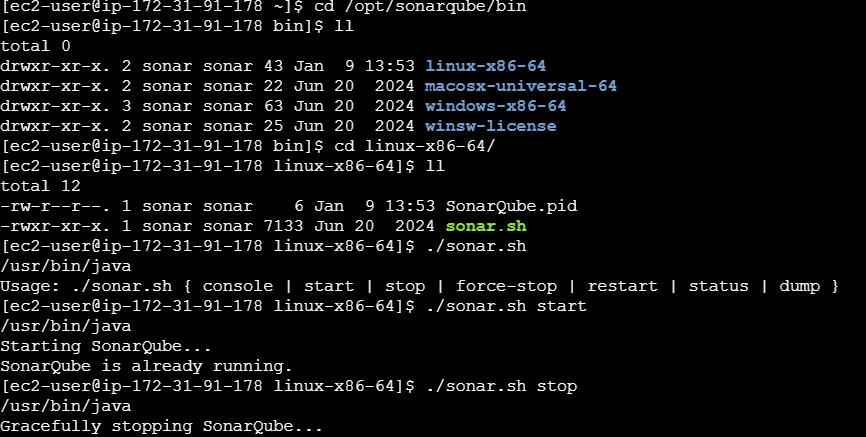 [ec2-user@ip-172-31-91-178 ~]$ cd /opt/sonarqube/bin
[ec2-user@ip-172-31-91-178 bin]$ ll
total 0
drwxr-xr-x. 2 sonar sonar 43 Jan  9 13:53 linux-x86-64
drwxr-xr-x. 2 sonar sonar 22 Jun 20  2024 macosx-universal-64
drwxr-xr-x. 3 sonar sonar 63 Jun 20  2024 windows-x86-64
drwxr-xr-x. 2 sonar sonar 25 Jun 20  2024 winsw-license
[ec2-user@ip-172-31-91-178 bin]$ cd linux-x86-64/
[ec2-user@ip-172-31-91-178 linux-x86-64]$ ll
total 12
-rw-r--r--. 1 sonar sonar    6 Jan  9 13:53 SonarQube.pid
-rwxr-xr-x. 1 sonar sonar 7133 Jun 20  2024 sonar.sh
[ec2-user@ip-172-31-91-178 linux-x86-64]$ ./sonar.sh
/usr/bin/java
Usage: ./sonar.sh { console | start | stop | force-stop | restart | status | dump }
[ec2-user@ip-172-31-91-178 linux-x86-64]$ ./sonar.sh start
/usr/bin/java
Starting SonarQube...
SonarQube is already running.
[ec2-user@ip-172-31-91-178 linux-x86-64]$ ./sonar.sh stop
/usr/bin/java
Gracefully stopping SonarQube...